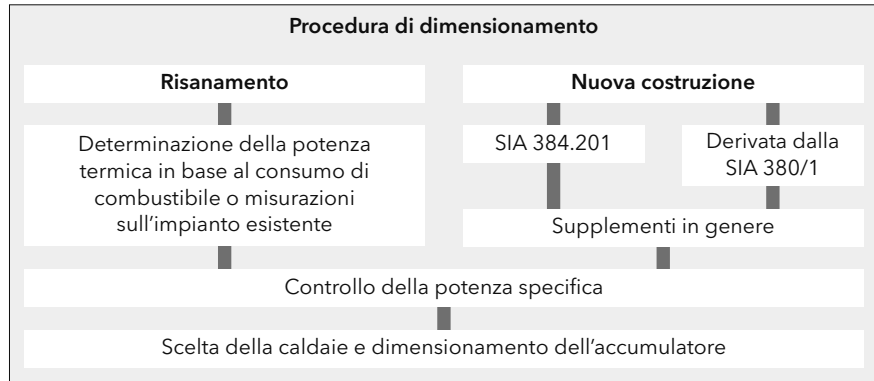 Procedura di dimensionamento
Risanamento
Nuova costruzione
Determinazione della potenza
termica in base al consumo di
combustibile o misurazioni
sull’impianto esistente
SIA 384.201
Derivata dalla
SIA 380/1
Supplementi in genere
Controllo della potenza specifica
Scelta della caldaie e dimensionamento dell’accumulatore